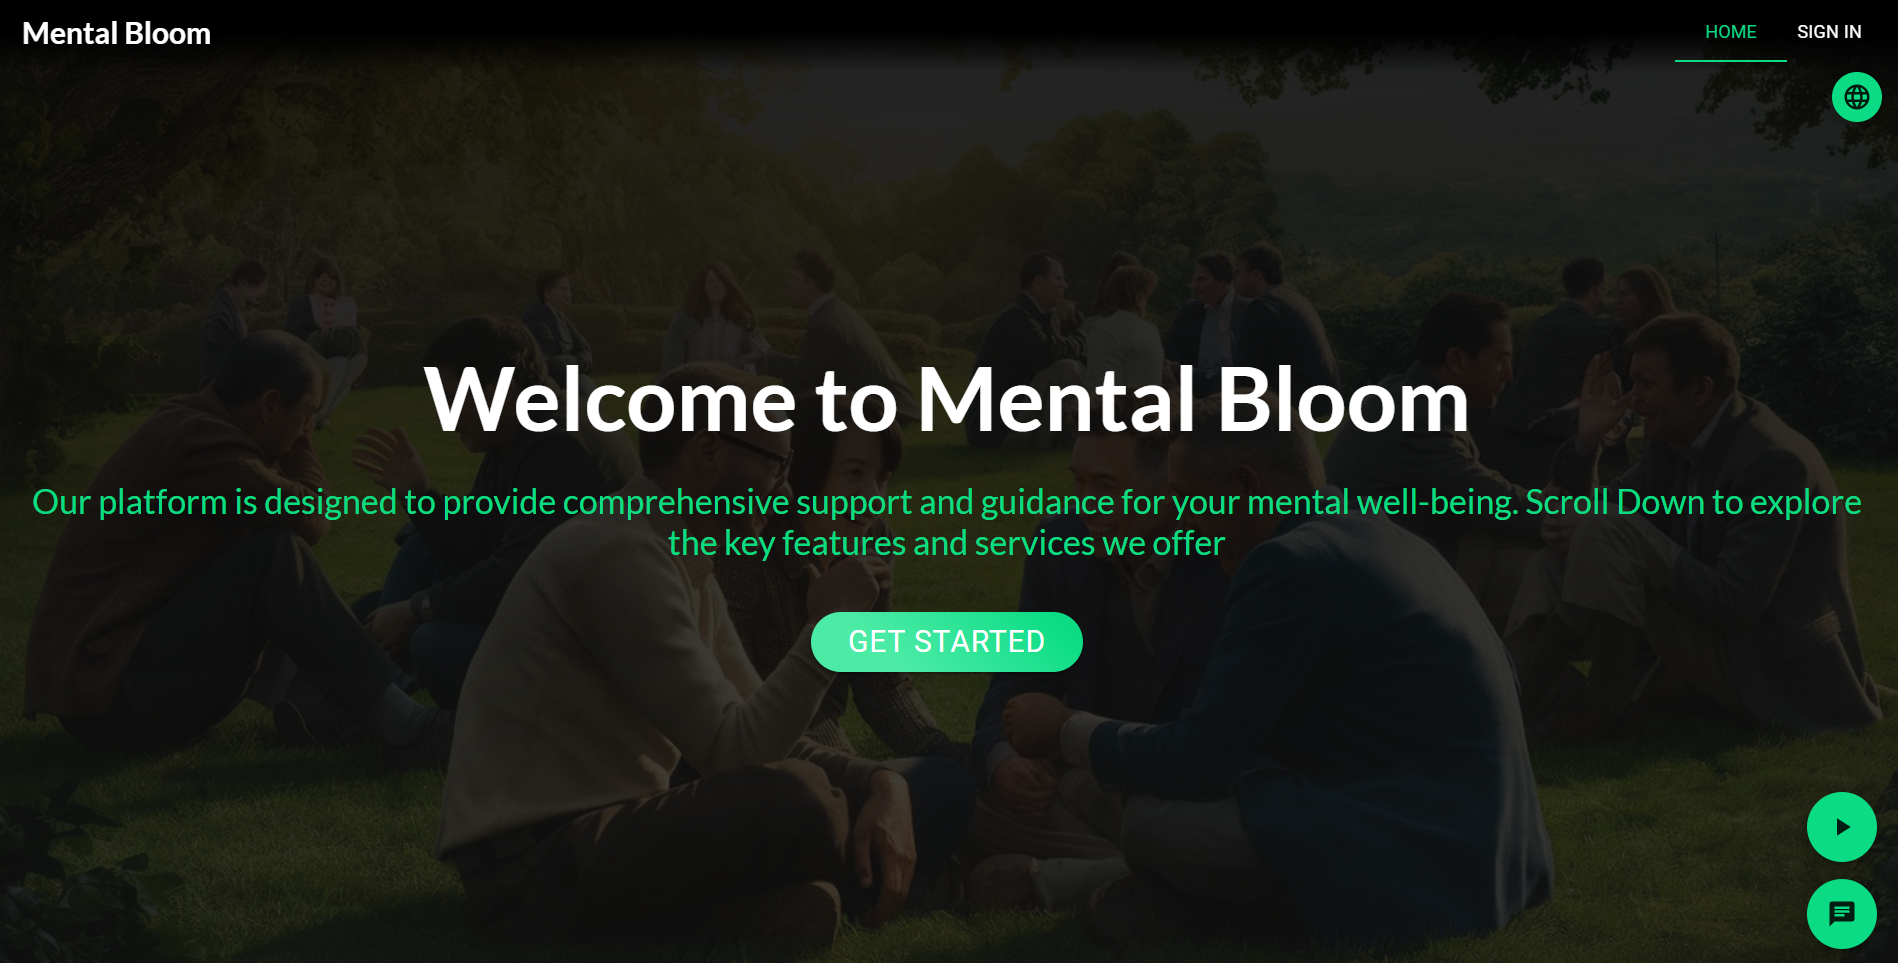 Mental Bloom
HOME
SIGN IN
Welcome to Mental Bloom
Our platform is designed to provide comprehensive support and guidance for your mental well-being. Scroll Down to explore
the key features and services we offer
GET STARTED